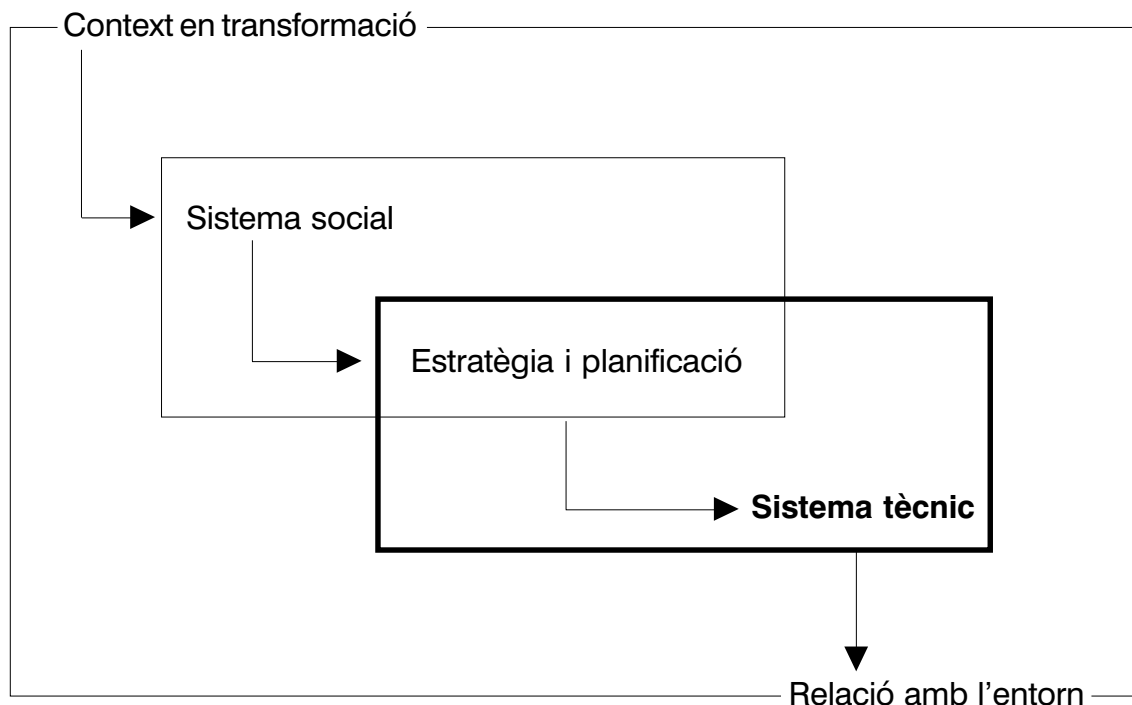 Context en transformació
Sistema social
Estratègia i planificació
Sistema tècnic
Relació amb l'entorn